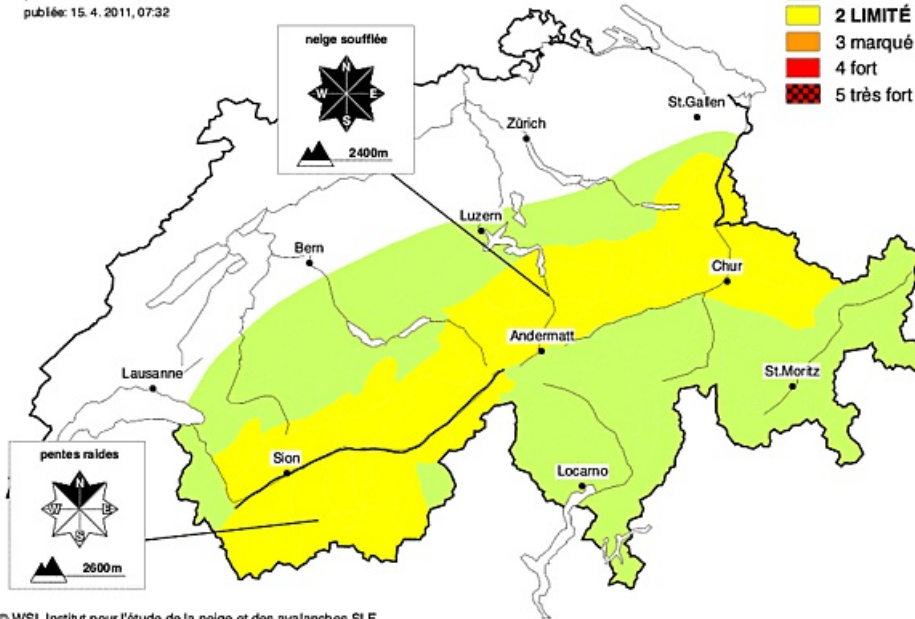 publiée: 15. 4. 2011, 07:32
2 LIMITÉ
3 marqué
4 fort
5 très fort
neige soufflée
N
W E
S
2400m
St.Gallen
Zürich
Luzern
Bern
Chur
Andermatt
St.Moritz
Lausanne
pentes raides
N
W E
S
2600m
Sion
Locarno
© WSL Institut pour l'étude de la neige et des avalanches SLF